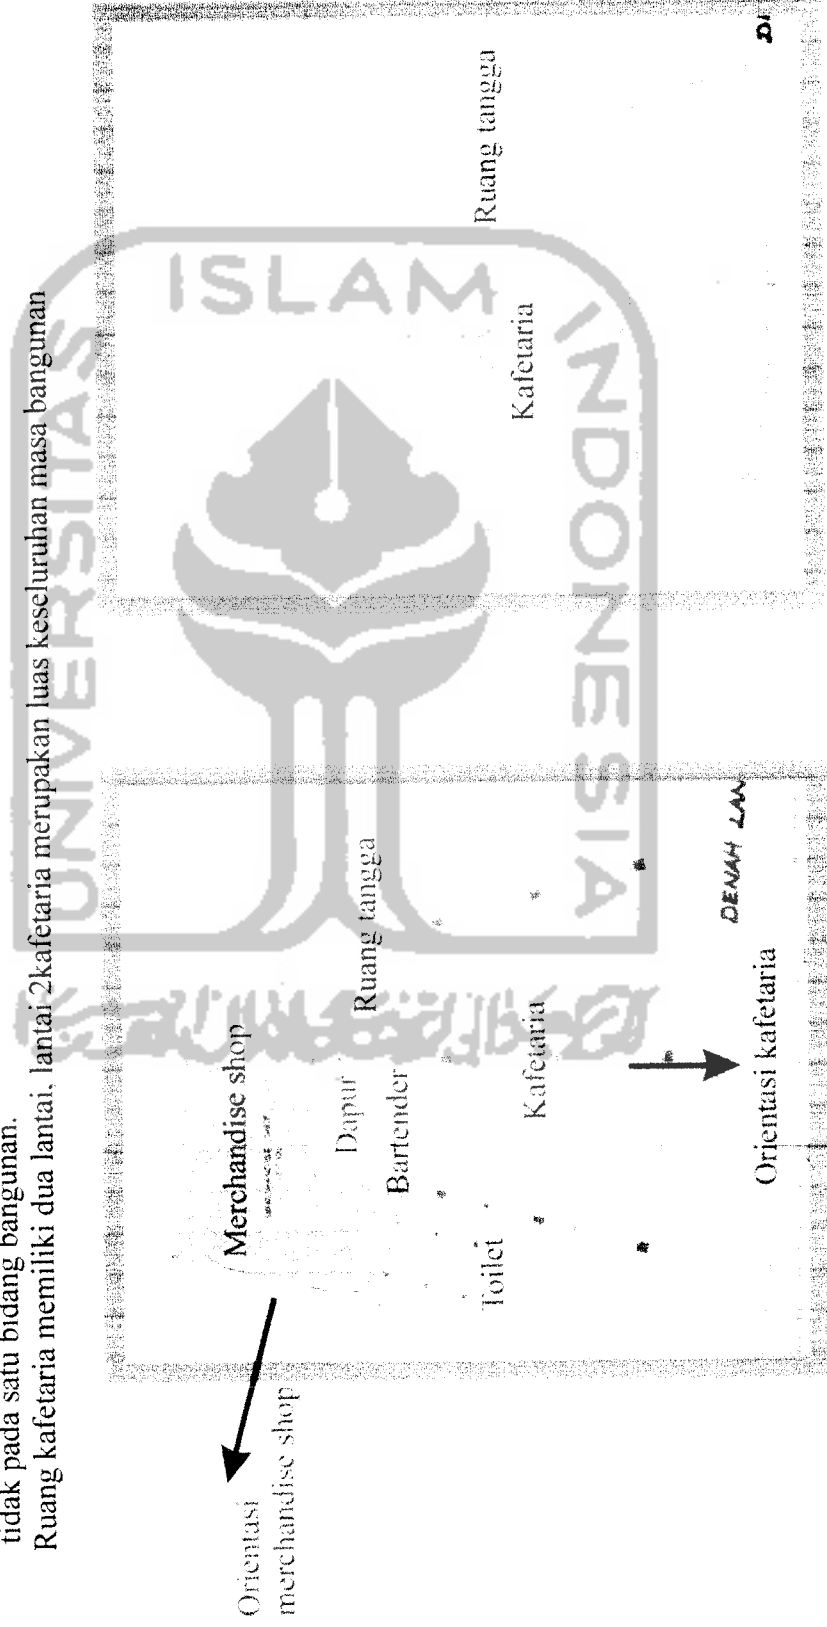 tidak pada satu bidang bangunan.
Ruang kafetaria memiliki dua lantai, lantai 2kafetaria merupakan luas keseluruhan masa bangunan
Orientasi
merchandise shop
Merchandise shop
Dapur
Bartender
Ruang tangga
Toilet
Kafetaria
DENAH LAN
Orientasi kafetaria
Ruang tangga
Kafetaria
UNIVERSITAS
ISLAM
INDONESIA